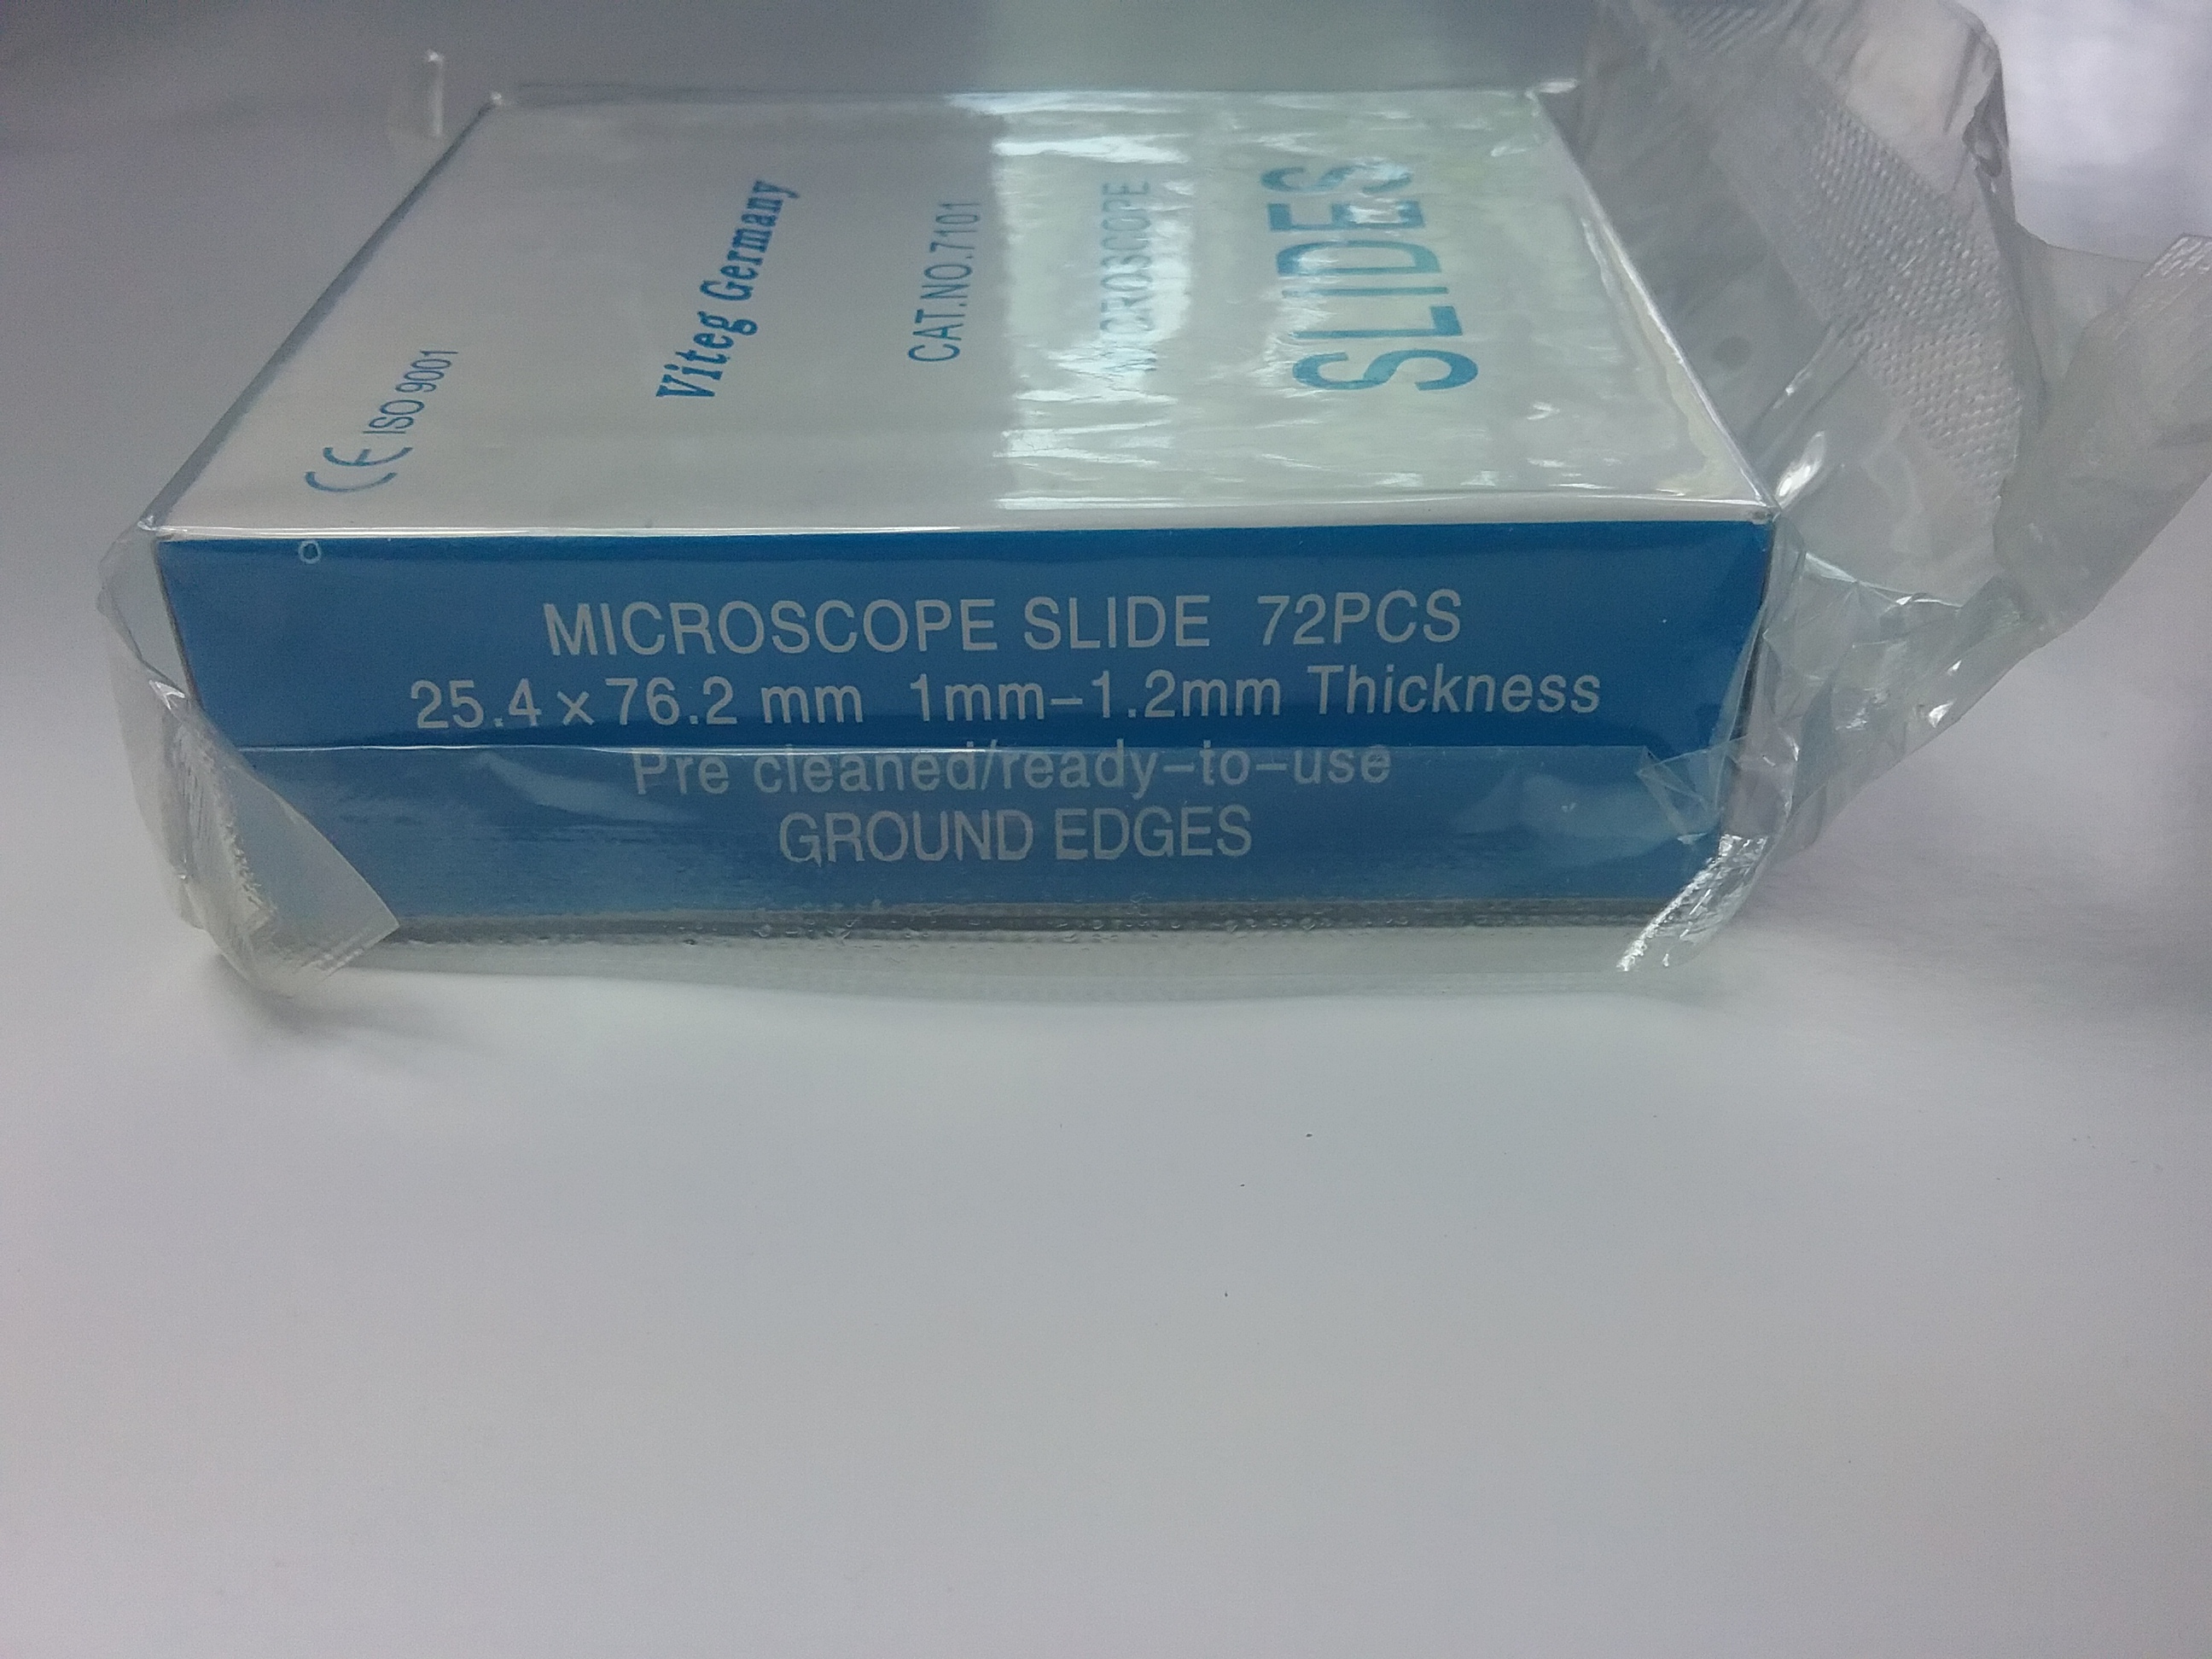 SLIDES
MICROSCOPE
CAT.NO.7101
Viteg Germany
CE ISO 9001
MICROSCOPE SLIDE 72PCS
25.4 × 76.2 mm 1mm–1.2mm Thickness
Pre cleaned/ready–to–use
GROUND EDGES